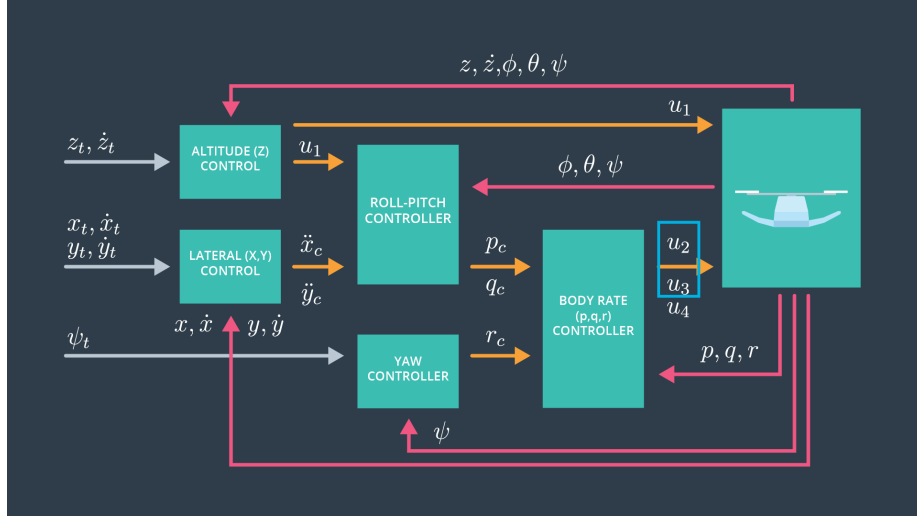 z, ż,ϕ, θ, ψ
u₁
z_t, ż_t
ALTITUDE (Z)
CONTROL
u₁
ROLL-PITCH
CONTROLLER
ϕ, θ, ψ
x_t, ẋ_t
y_t, ẏ_t
LATERAL (X,Y)
CONTROL
ẍ_c
ÿ_c
p_c
q_c
u₂
u₃
u₄
BODY RATE
(p,q,r)
CONTROLLER
x, ẋ
y, ẏ
ψ_t
YAW
CONTROLLER
r_c
p, q, r
ψ